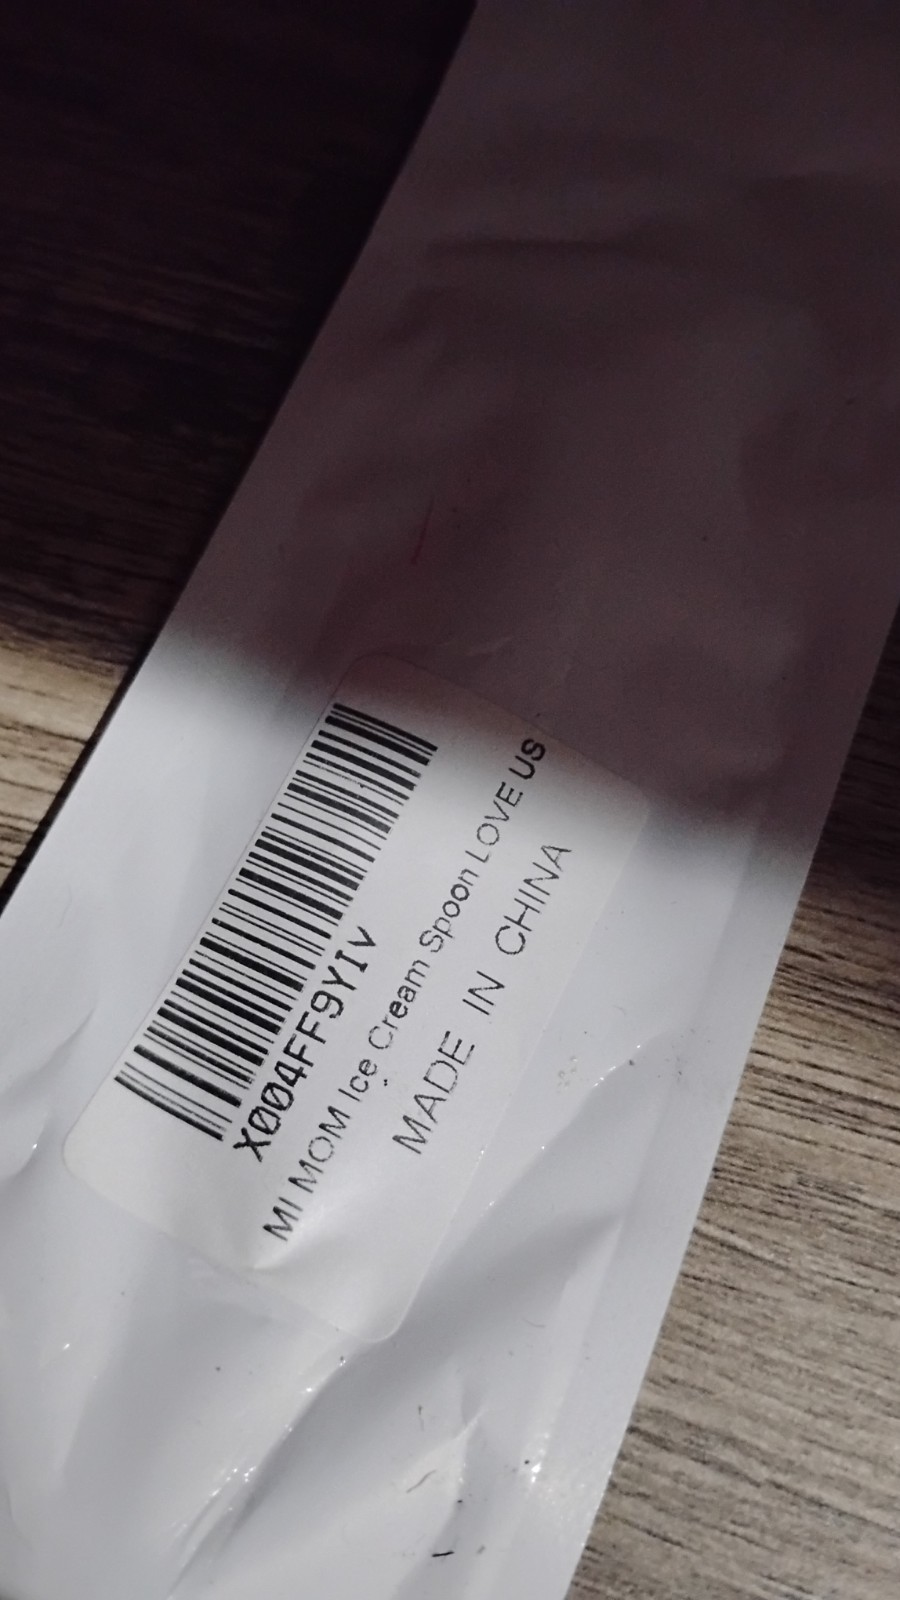 X004FF9YIV
MI MOM Ice Cream Spoon LOVE US
MADE IN CHINA